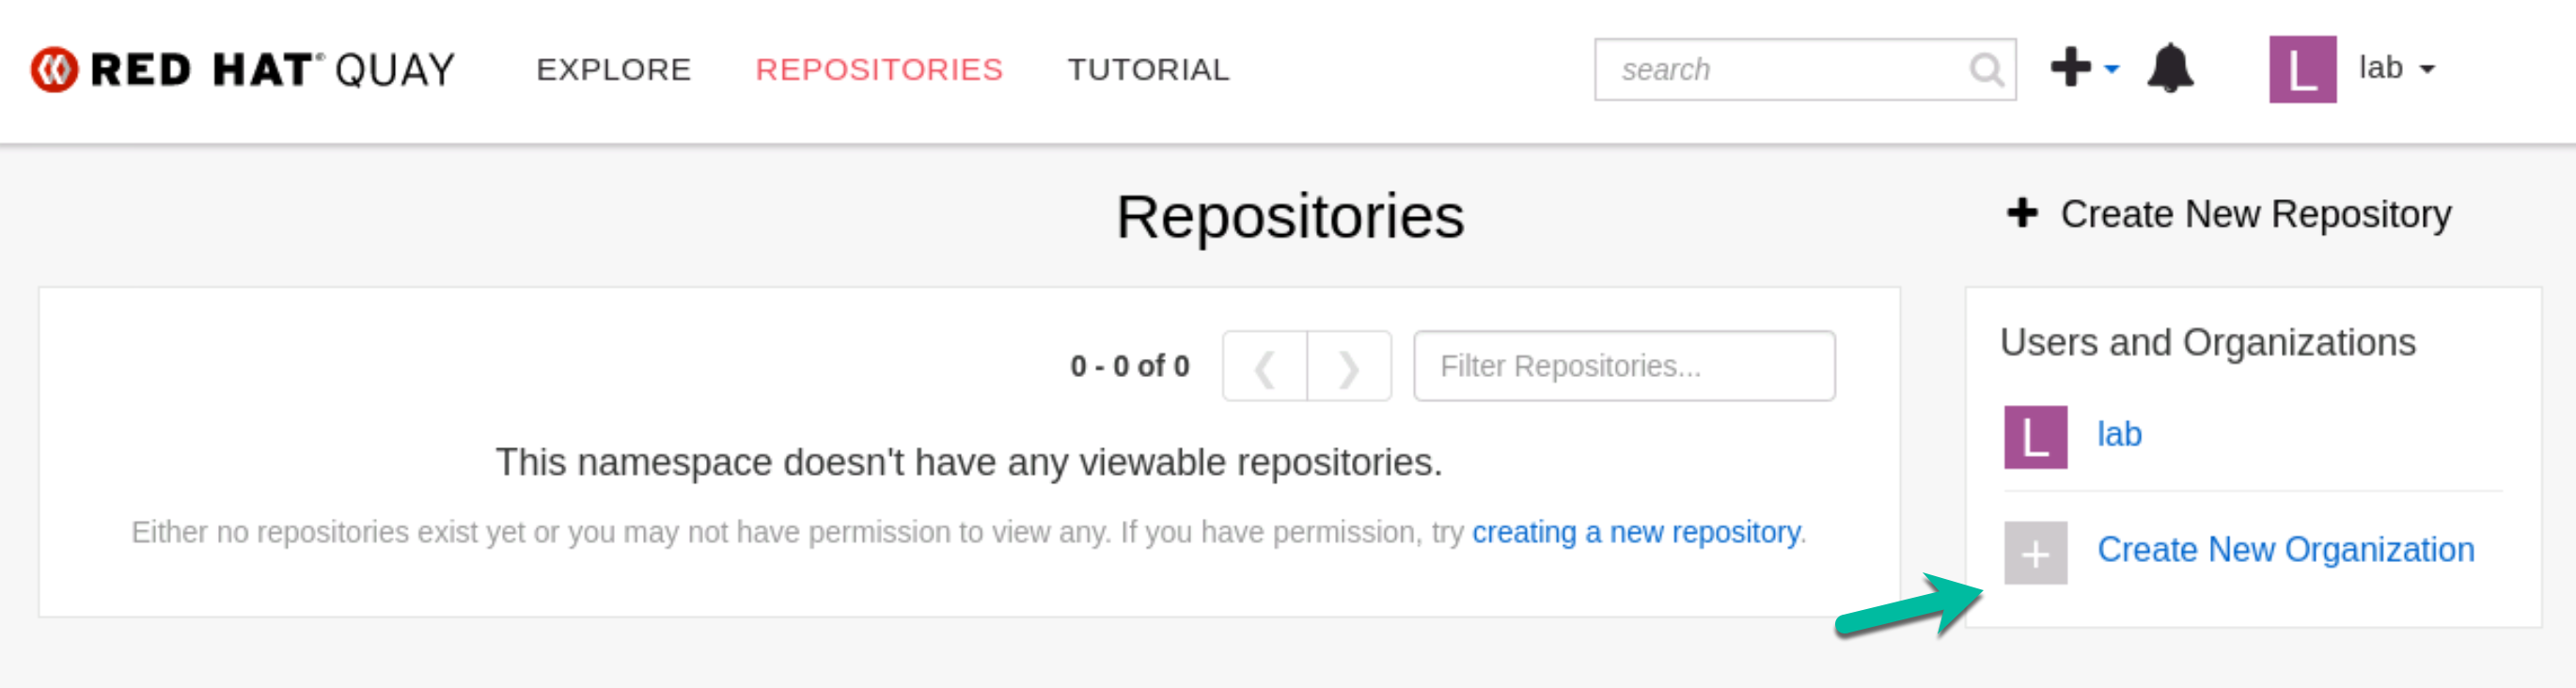 RED HAT® QUAY EXPLORE REPOSITORIES TUTORIAL search L lab
Repositories
Create New Repository
0 - 0 of 0 Filter Repositories...
This namespace doesn't have any viewable repositories.
Either no repositories exist yet or you may not have permission to view any. If you have permission, try creating a new repository.
Users and Organizations
L lab
+ Create New Organization